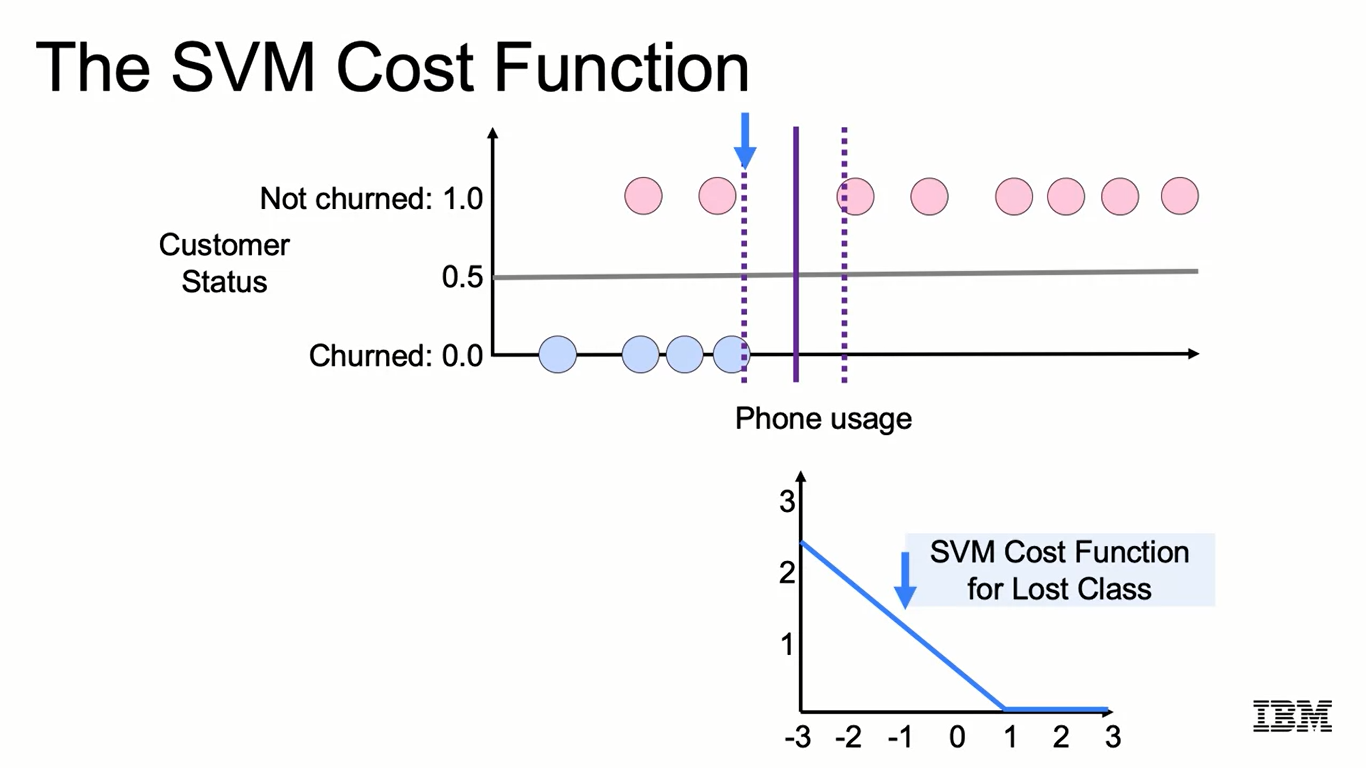 The SVM Cost Function
Not churned: 1.0
Customer
Status
0.5
Churned: 0.0
Phone usage
3
2
1
SVM Cost Function
for Lost Class
-3 -2 -1 0 1 2 3
IBM